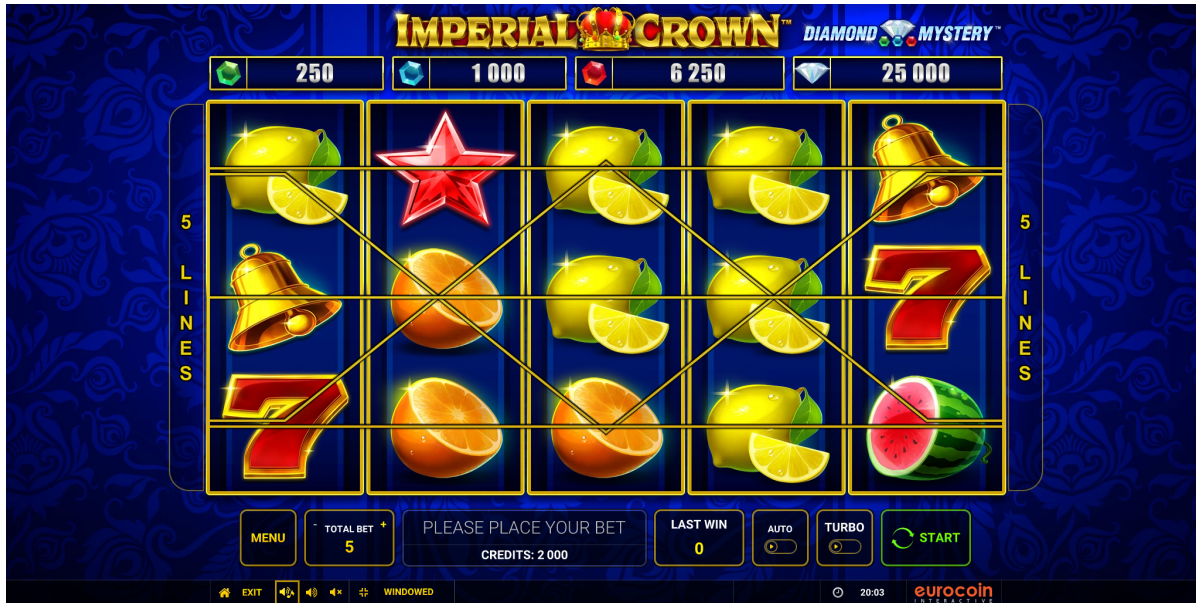 IMPERIAL CROWN™
DIAMOND MYSTERY™
250
1 000
6 250
25 000
5 LINES
5 LINES
MENU
- TOTAL BET +
5
PLEASE PLACE YOUR BET
CREDITS: 2 000
LAST WIN
0
AUTO
TURBO
START
EXIT
WINDOWED
20:03
eurocoin
INTERACTIVE